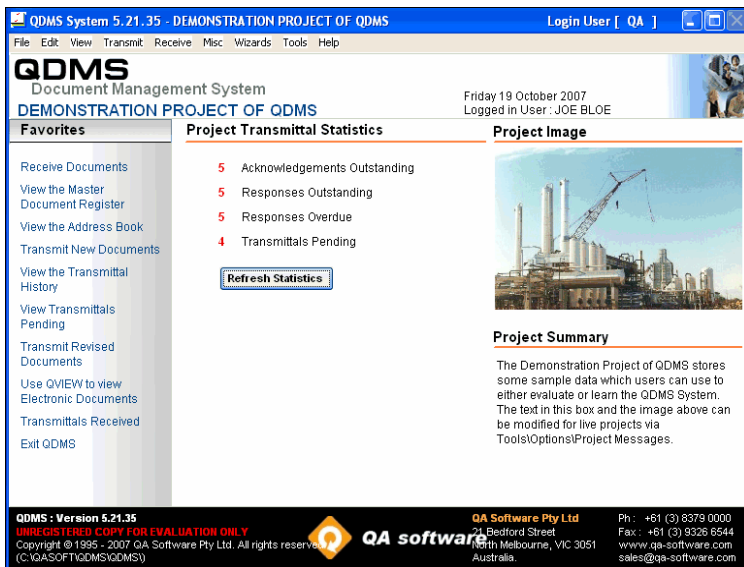 QDMS System 5.21.35 - DEMONSTRATION PROJECT OF QDMS
Login User [ QA ]
File Edit View Transmit Receive Misc Wizards Tools Help
QDMS
Document Management System
DEMONSTRATION PROJECT OF QDMS
Friday 19 October 2007
Logged in User : JOE BLOE
Favorites
Receive Documents
View the Master
Document Register
View the Address Book
Transmit New Documents
View the Transmittal
History
View Transmittals
Pending
Transmit Revised
Documents
Use QVIEW to view
Electronic Documents
Transmittals Received
Exit QDMS
Project Transmittal Statistics
5 Acknowledgements Outstanding
5 Responses Outstanding
5 Responses Overdue
4 Transmittals Pending
Refresh Statistics
Project Image
Project Summary
The Demonstration Project of QDMS stores
some sample data which users can use to
either evaluate or learn the QDMS System.
The text in this box and the image above can
be modified for live projects via
Tools\Options\Project Messages.
QDMS : Version 5.21.35
UNREGISTERED COPY FOR EVALUATION ONLY
Copyright © 1995 - 2007 QA Software Pty Ltd. All rights reserved
(C:\QASOFT\QDMS\QDMS\)
QA software
QA Software Pty Ltd
21 Bedford Street
North Melbourne, VIC 3051
Australia.
Ph : +61 (3) 8379 0000
Fax : +61 (3) 9326 6544
www.qa-software.com
sales@qa-software.com